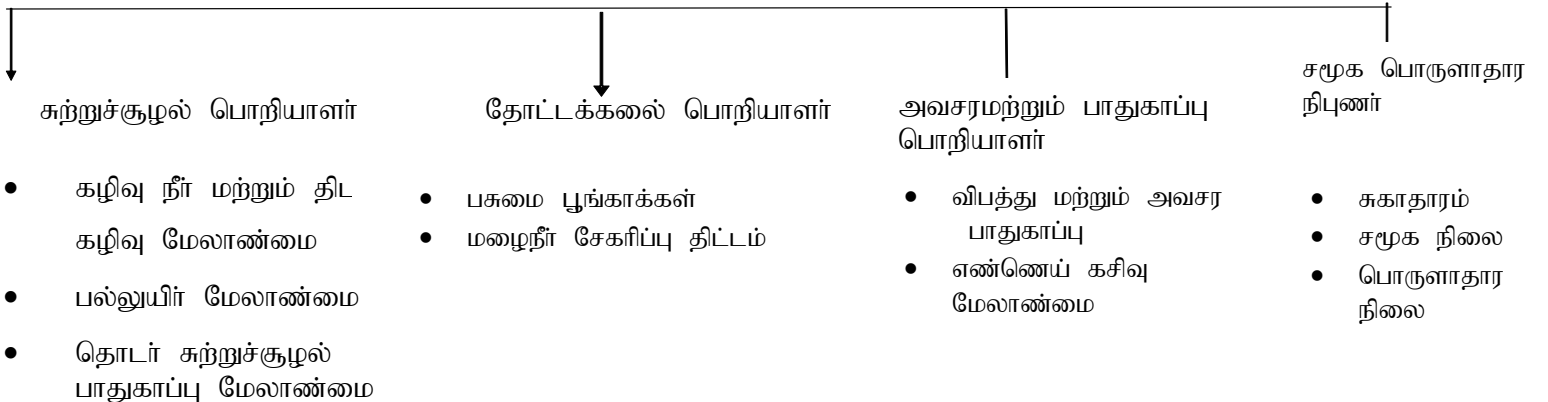 சுற்றுச்சூழல் பொறியாளர்
• கழிவு நீர் மற்றும் திட
கழிவு மேலாண்மை
• பல்லுயிர் மேலாண்மை
• தொடர் சுற்றுச்சூழல்
பாதுகாப்பு மேலாண்மை
தோட்டக்கலை பொறியாளர்
• பசுமை பூங்காக்கள்
• மழைநீர் சேகரிப்பு திட்டம்
அவசரமற்றும் பாதுகாப்பு
பொறியாளர்
• விபத்து மற்றும் அவசர
பாதுகாப்பு
• எண்ணெய் கசிவு
மேலாண்மை
சமூக பொருளாதார
நிபுணர்
• சுகாதாரம்
• சமூக நிலை
• பொருளாதார
நிலை